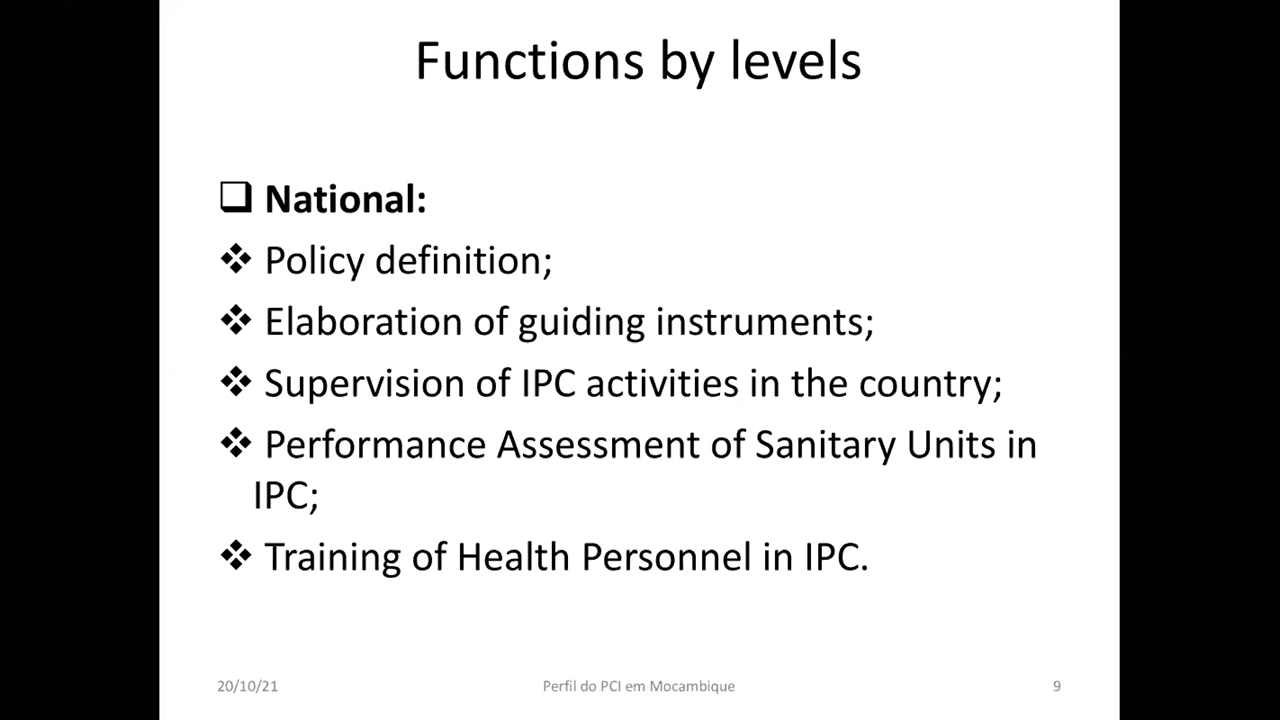 Functions by levels
National:
Policy definition;
Elaboration of guiding instruments;
Supervision of IPC activities in the country;
Performance Assessment of Sanitary Units in
IPC;
Training of Health Personnel in IPC.
20/10/21 Perfil do PCI em Mocambique 9